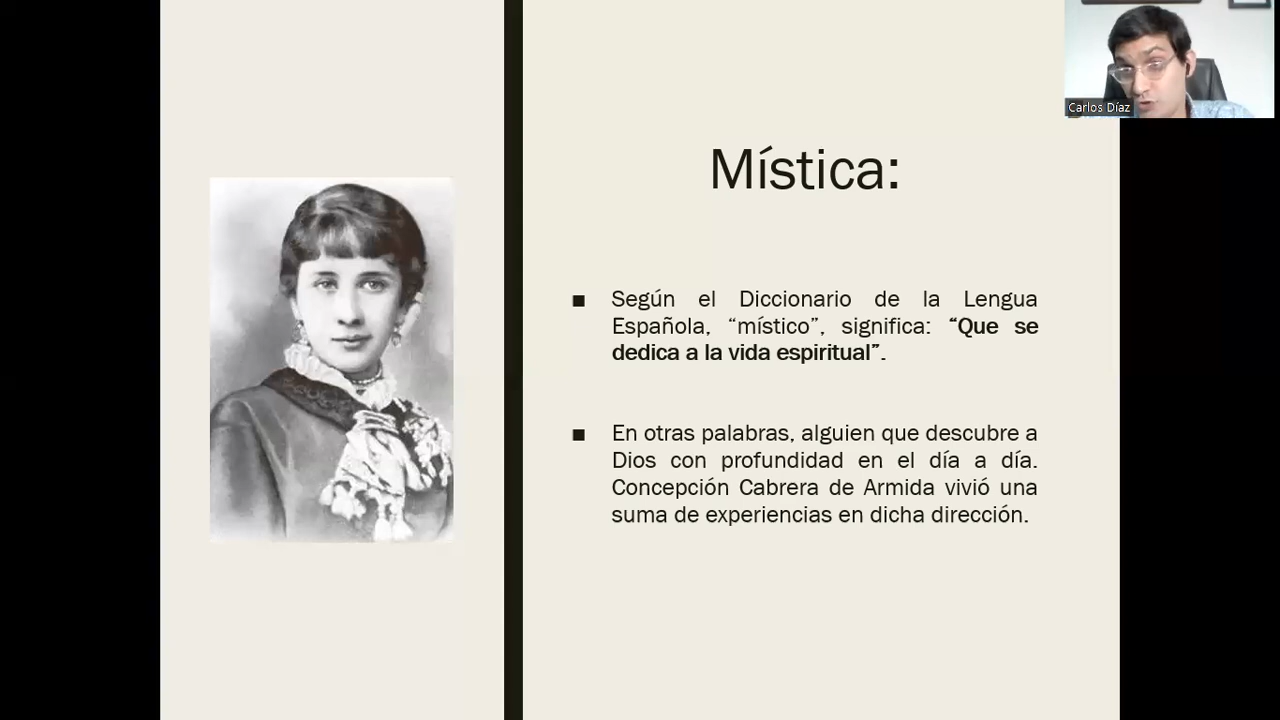 Carlos Díaz
Mística:
■ Según el Diccionario de la Lengua
Española, “místico”, significa: “Que se
dedica a la vida espiritual”.
■ En otras palabras, alguien que descubre a
Dios con profundidad en el día a día.
Concepción Cabrera de Armida vivió una
suma de experiencias en dicha dirección.